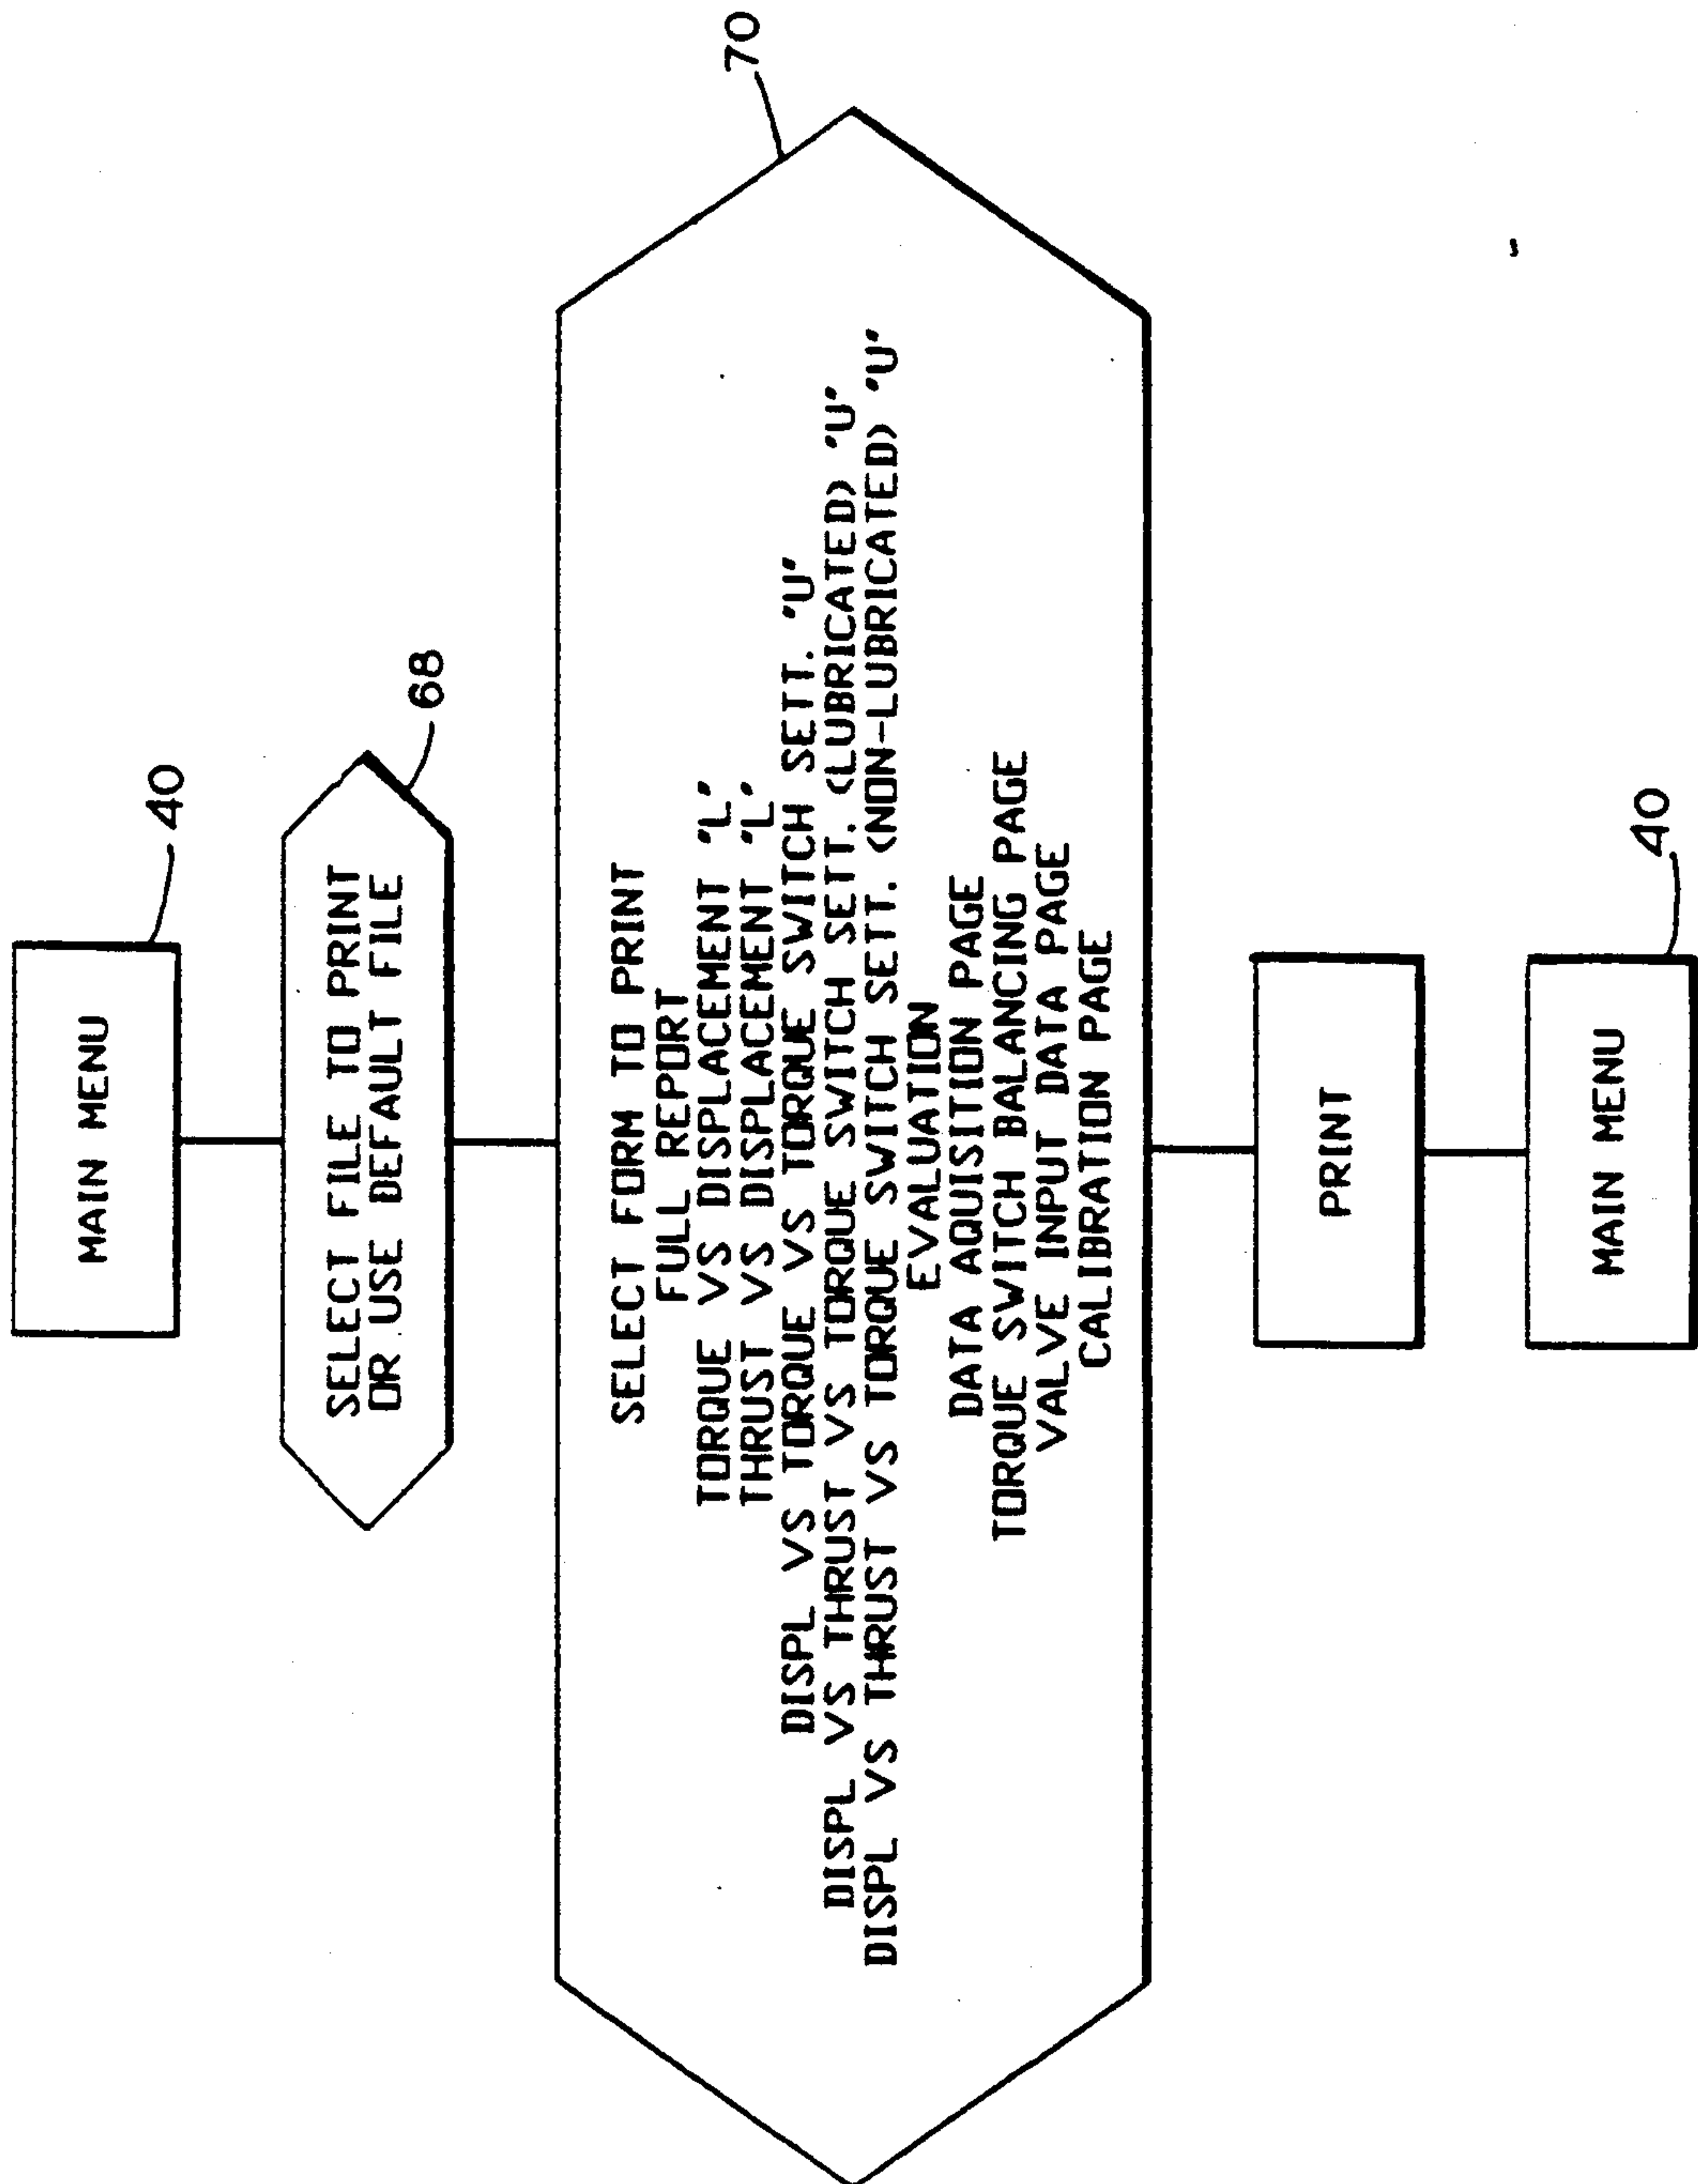 MAIN MENU
40
SELECT FILE TO PRINT
OR USE DEFAULT FILE
68
70
SELECT FORM TO PRINT
FULL REPORT
TORQUE VS DISPLACEMENT 'L'
THRUST VS DISPLACEMENT 'L'
DISPL VS TORQUE VS TORQUE SWITCH SETT. 'U'
DISPL VS THRUST VS TORQUE SWITCH SETT. (LUBRICATED) 'U'
DISPL VS THRUST VS TORQUE SWITCH SETT. (NON-LUBRICATED) 'U'
EVALUATION
DATA AQUISITION PAGE
TORQUE SWITCH BALANCING PAGE
VALVE INPUT DATA PAGE
CALIBRATION PAGE
PRINT
MAIN MENU
40